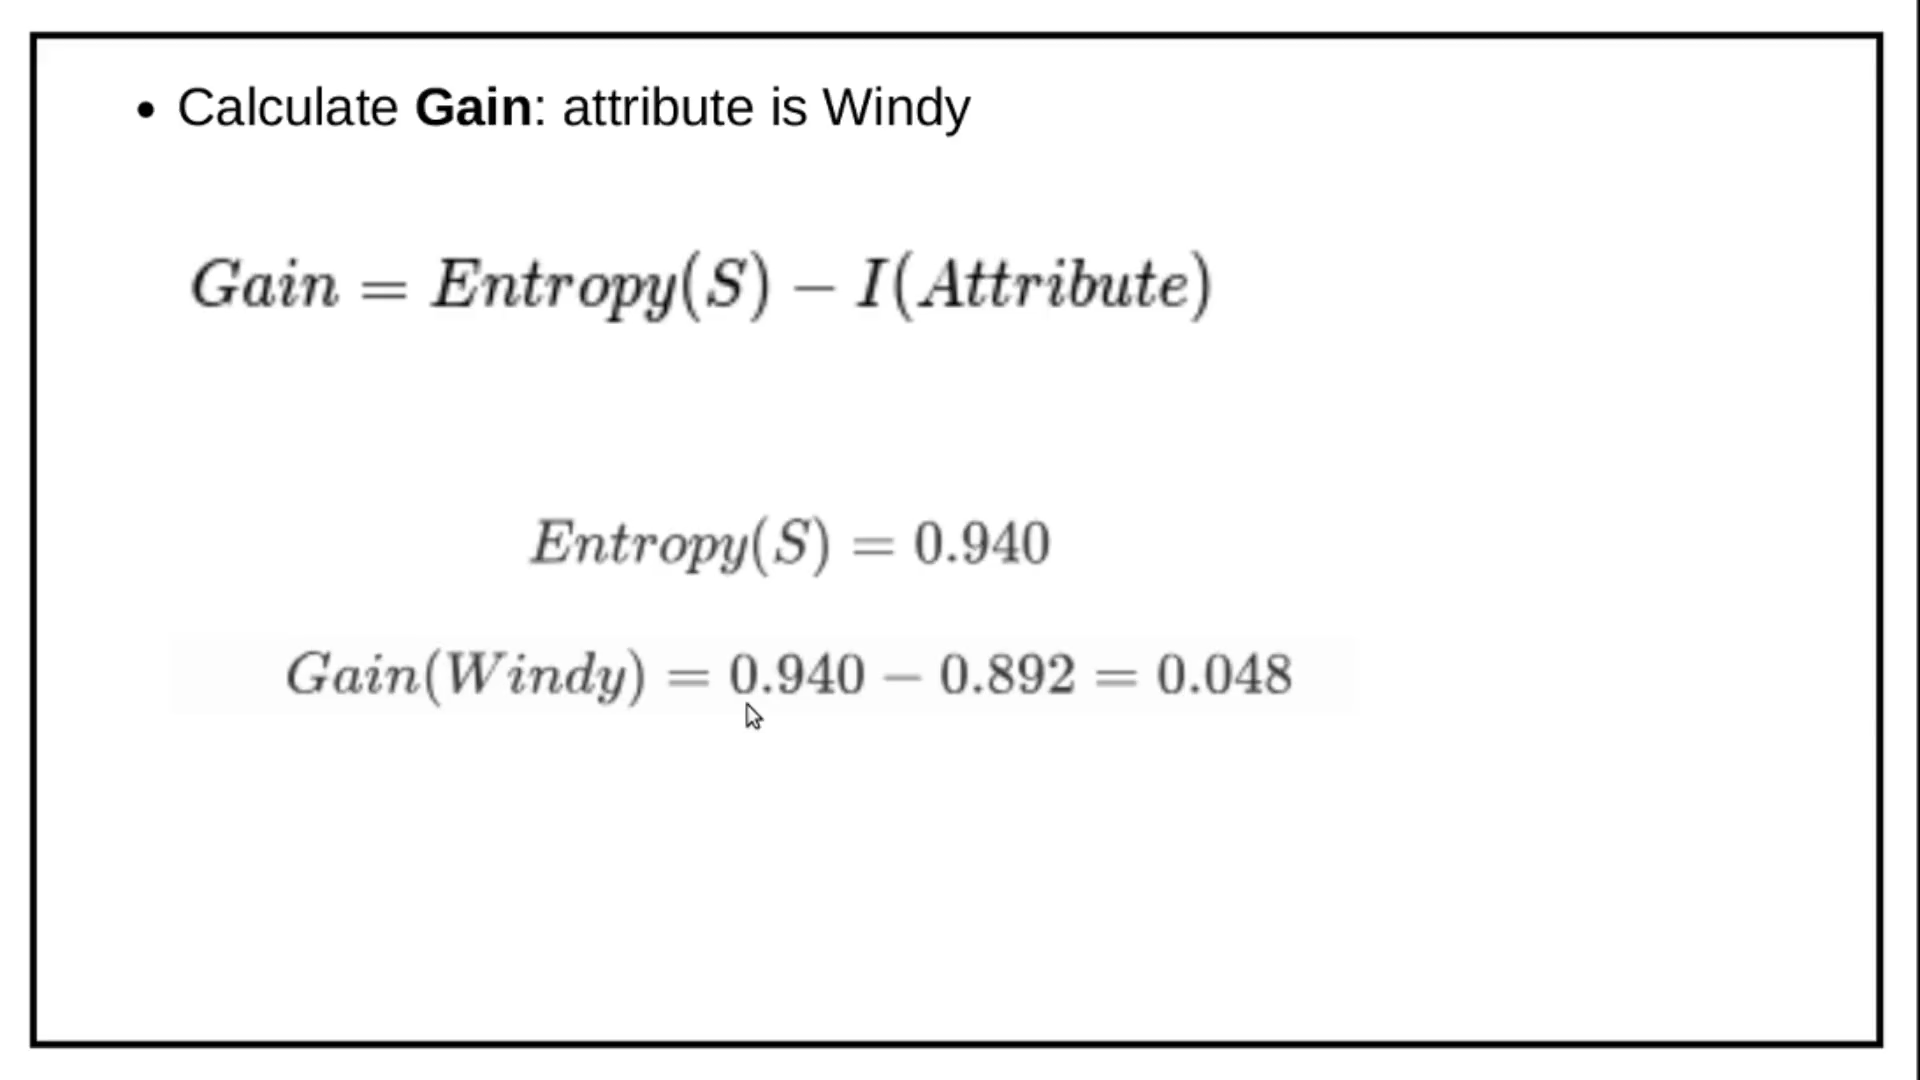 • Calculate Gain: attribute is Windy
Gain = Entropy(S) − I(Attribute)
Entropy(S) = 0.940
Gain(Windy) = 0.940 − 0.892 = 0.048